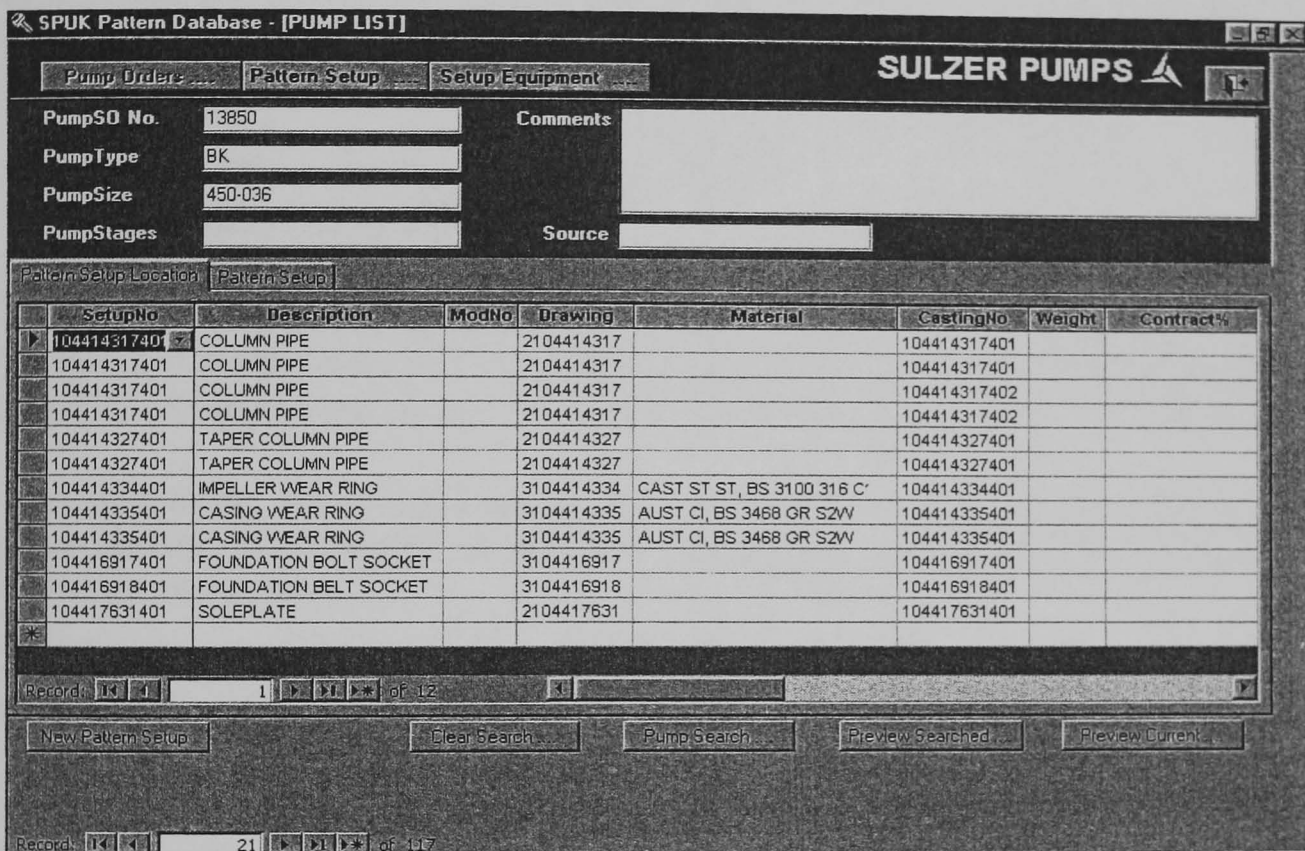 SPUK Pattern Database - [PUMP LIST]
Pump Orders .... Pattern Setup .... Setup Equipment .... SULZER PUMPS
PumpSO No. 13850 Comments
PumpType BK
PumpSize 450-036
PumpStages Source
Pattern Setup Location Pattern Setup
SetupNo Description ModNo Drawing Material CastingNo Weight Contract%
104414317401 COLUMN PIPE 2104414317 104414317401
104414317401 COLUMN PIPE 2104414317 104414317401
104414317401 COLUMN PIPE 2104414317 104414317402
104414317401 COLUMN PIPE 2104414317 104414317402
104414327401 TAPER COLUMN PIPE 2104414327 104414327401
104414327401 TAPER COLUMN PIPE 2104414327 104414327401
104414334401 IMPELLER WEAR RING 3104414334 CAST ST ST, BS 3100 316 C 104414334401
104414335401 CASING WEAR RING 3104414335 AUST CI, BS 3468 GR S2W 104414335401
104414335401 CASING WEAR RING 3104414335 AUST CI, BS 3468 GR S2W 104414335401
104416917401 FOUNDATION BOLT SOCKET 3104416917 104416917401
104416918401 FOUNDATION BELT SOCKET 3104416918 104416918401
104417631401 SOLEPLATE 2104417631 104417631401
Record: 1 of 12
New Pattern Setup Clear Search .... Pump Search .... Preview Searched .... Preview Current....
Record: 21 of 117